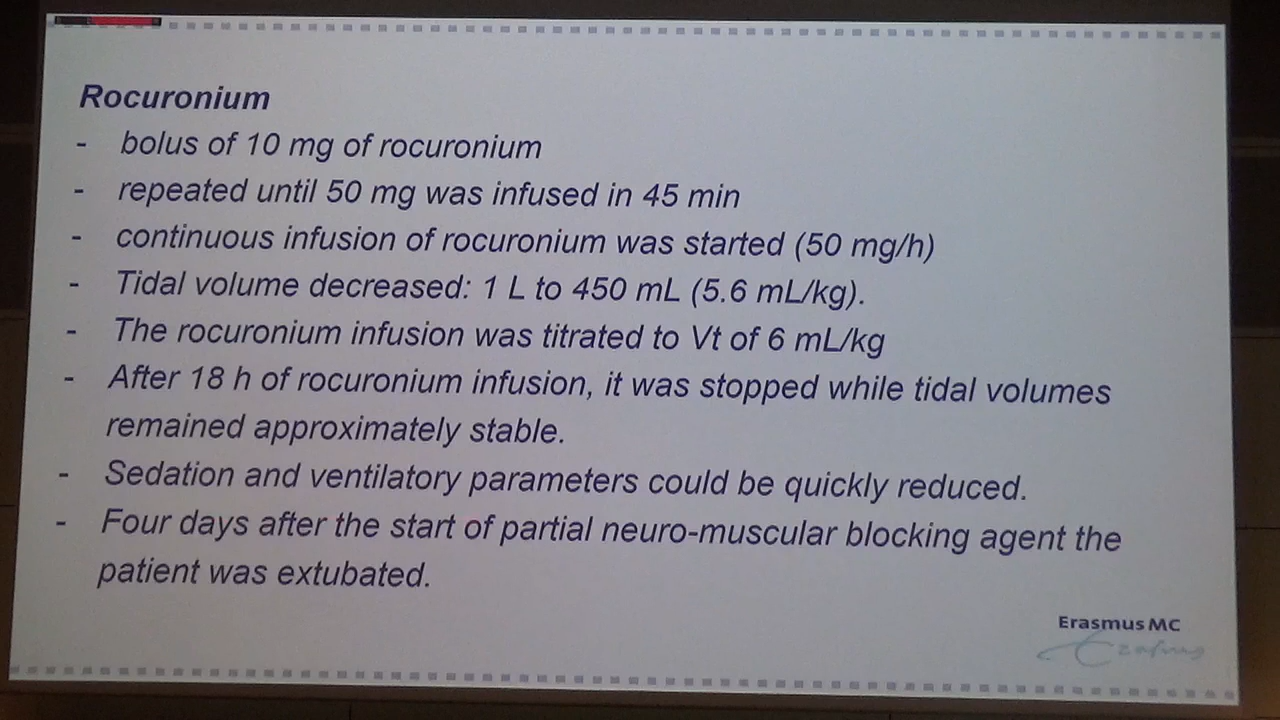 Rocuronium
- bolus of 10 mg of rocuronium
- repeated until 50 mg was infused in 45 min
- continuous infusion of rocuronium was started (50 mg/h)
- Tidal volume decreased: 1 L to 450 mL (5.6 mL/kg).
- The rocuronium infusion was titrated to Vt of 6 mL/kg
- After 18 h of rocuronium infusion, it was stopped while tidal volumes
remained approximately stable.
- Sedation and ventilatory parameters could be quickly reduced.
- Four days after the start of partial neuro-muscular blocking agent the
patient was extubated.
Erasmus MC
Erasmus